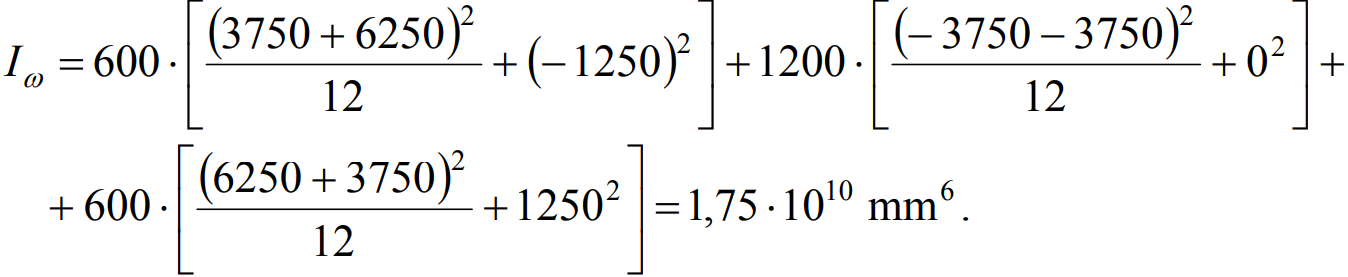 I_ω = 600 · [ (3750 + 6250)² / 12 + (− 1250)² ] + 1200 · [ (− 3750 − 3750)² / 12 + 0² ] +
+ 600 · [ (6250 + 3750)² / 12 + 1250² ] = 1,75 · 10¹⁰ mm⁶ .